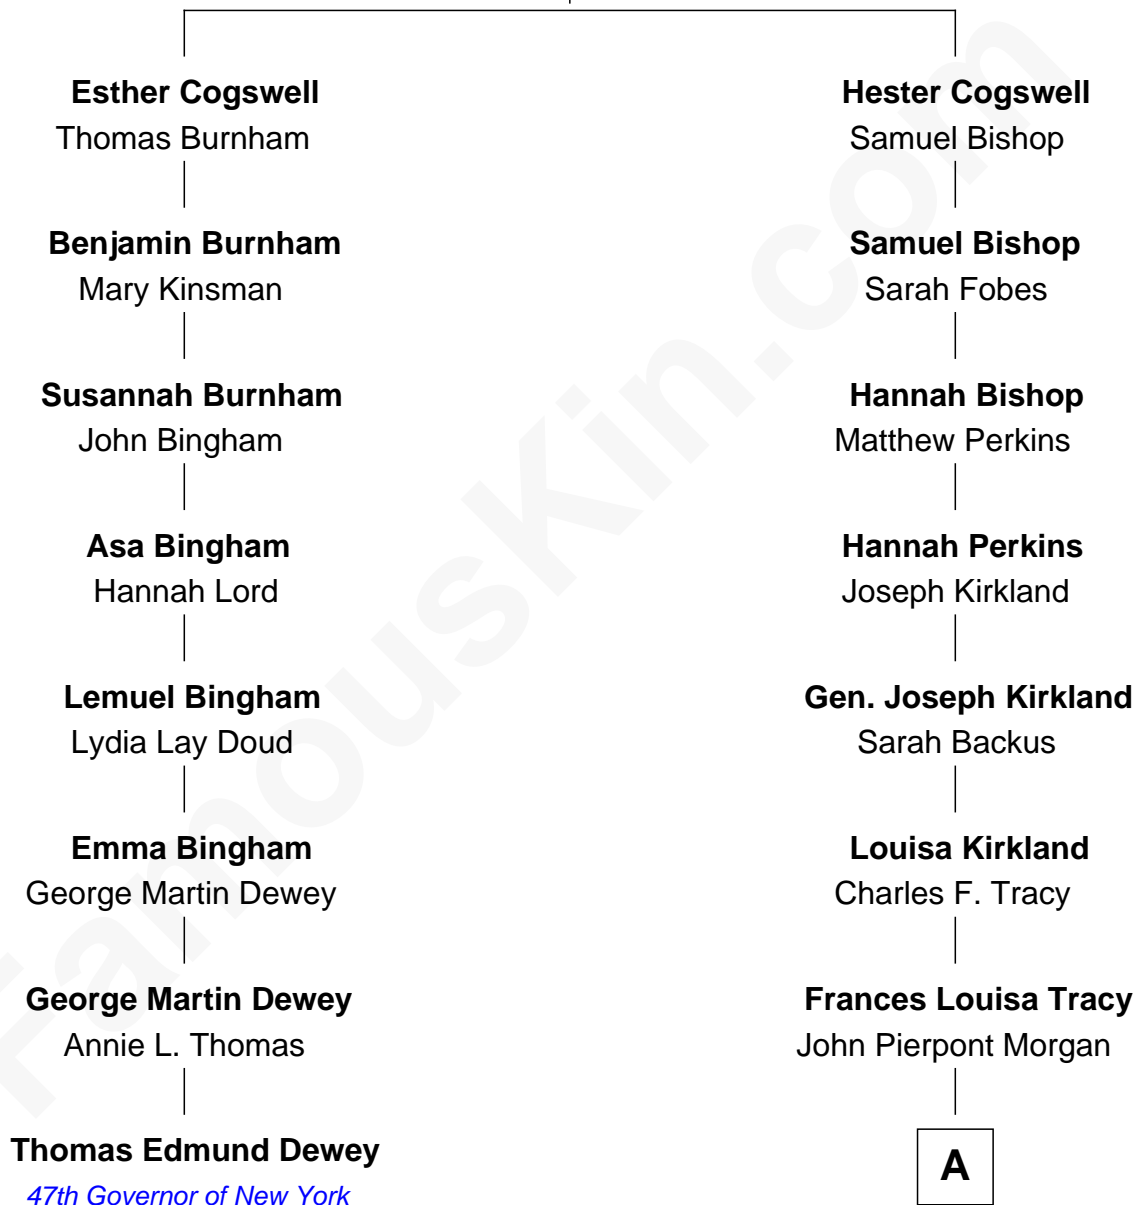 Esther Cogswell
Thomas Burnham
Benjamin Burnham
Mary Kinsman
Susannah Burnham
John Bingham
Asa Bingham
Hannah Lord
Lemuel Bingham
Lydia Lay Doud
Emma Bingham
George Martin Dewey
George Martin Dewey
Annie L. Thomas
Thomas Edmund Dewey
47th Governor of New York
Hester Cogswell
Samuel Bishop
Samuel Bishop
Sarah Fobes
Hannah Bishop
Matthew Perkins
Hannah Perkins
Joseph Kirkland
Gen. Joseph Kirkland
Sarah Backus
Louisa Kirkland
Charles F. Tracy
Frances Louisa Tracy
John Pierpont Morgan
A
FamousKin.com